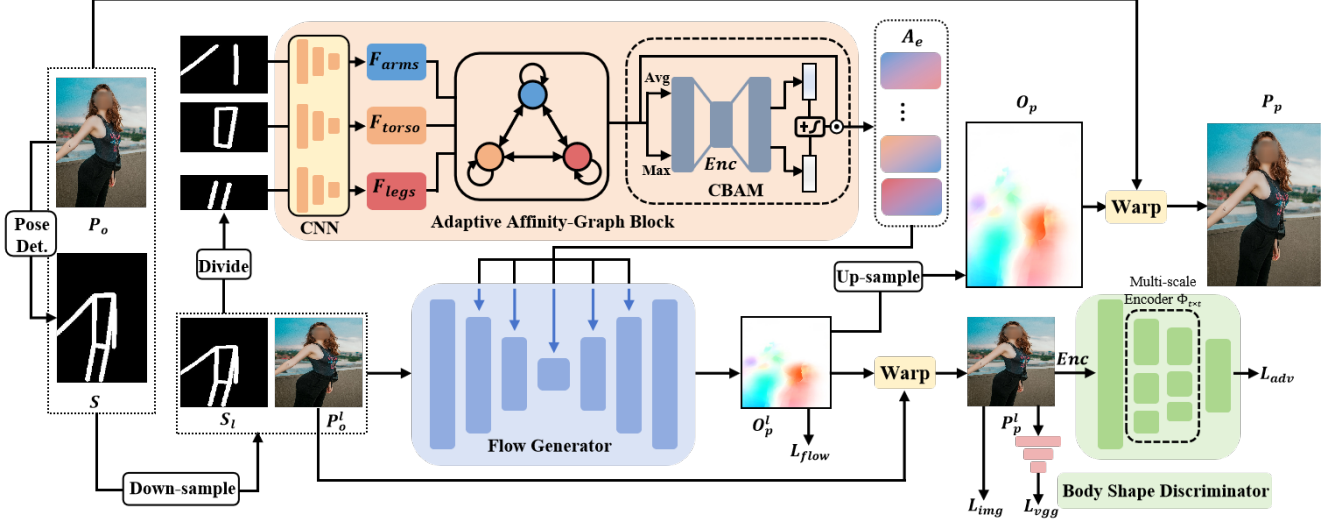 P_o
Pose
Det.
S
Down-sample
Divide
S_l
P_o^l
CNN
F_arms
F_torso
F_legs
Adaptive Affinity-Graph Block
Avg
Max
Enc
CBAM
+∫
A_e
⋮
Flow Generator
O_p^l
L_flow
Up-sample
O_p
Warp
P_p
Warp
P_p^l
L_img
L_vgg
Enc
Multi-scale
Encoder Φ_t×t
L_adv
Body Shape Discriminator